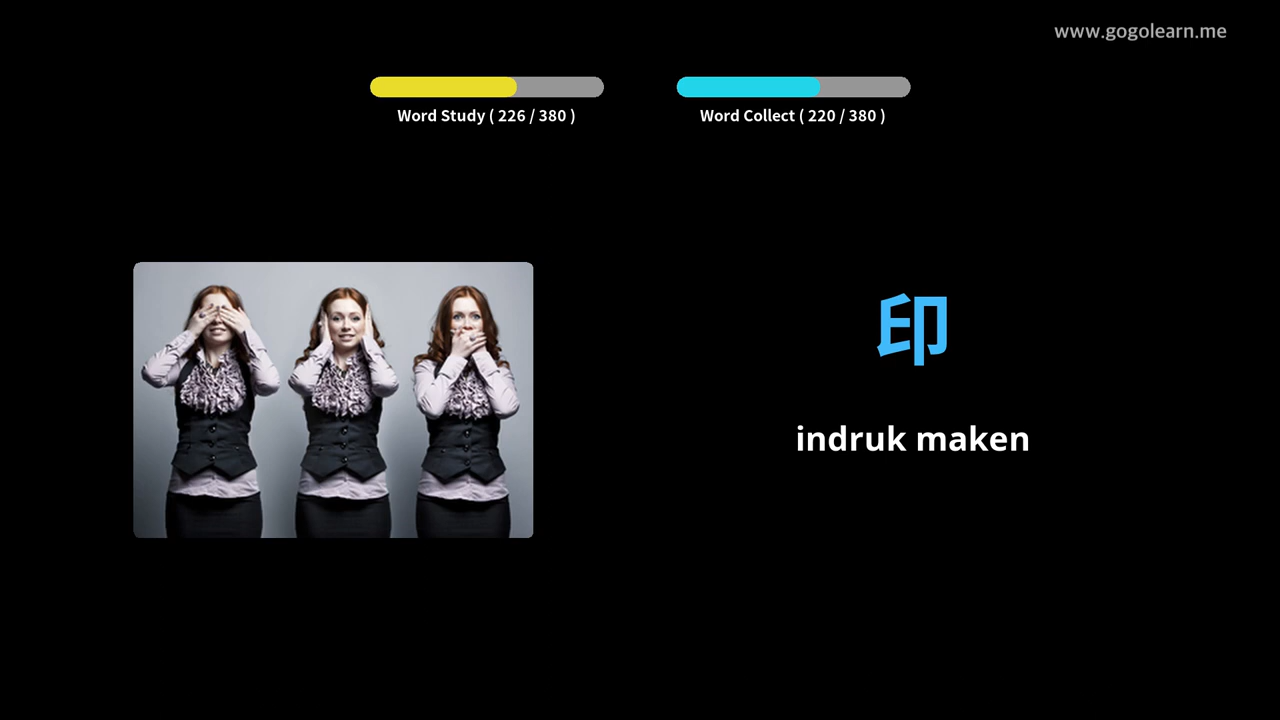 www.gogolearn.me
Word Study ( 226 / 380 )
Word Collect ( 220 / 380 )
印
indruk maken